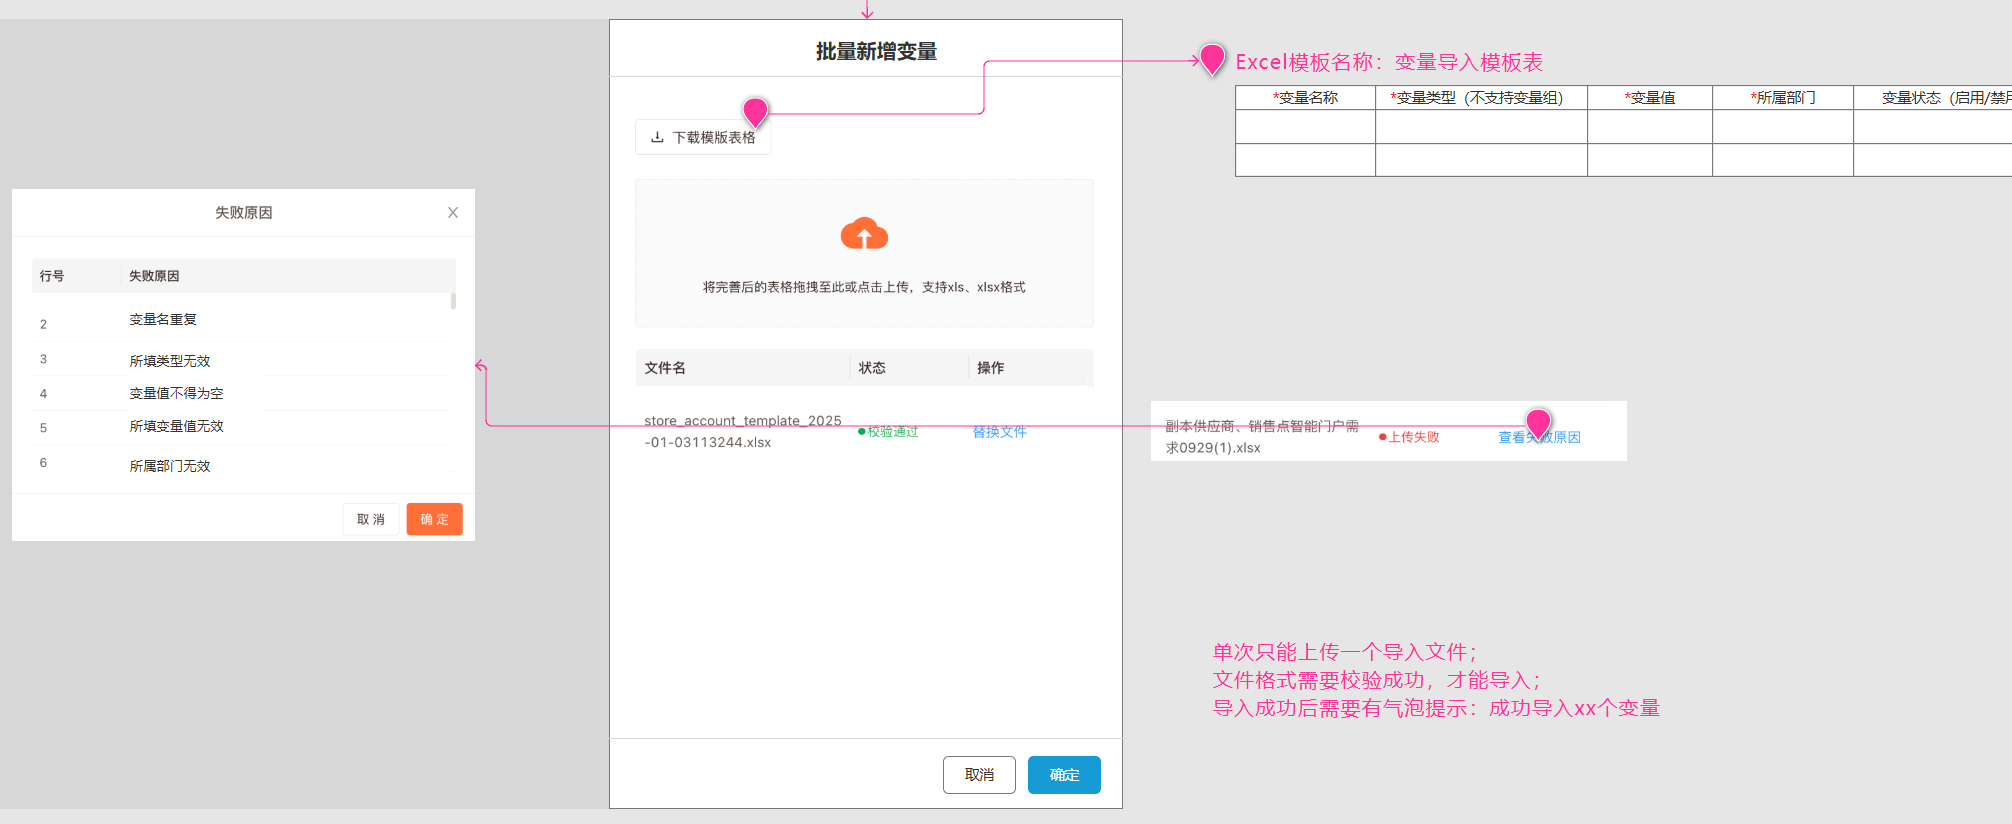 批量新增变量
下载模版表格
将完善后的表格拖拽至此或点击上传，支持xls、xlsx格式
文件名 状态 操作
store_account_template_2025
-01-03113244.xlsx
校验通过
替换文件
取消 确定
失败原因
行号 失败原因
2 变量名重复
3 所填类型无效
4 变量值不得为空
5 所填变量值无效
6 所属部门无效
取 消 确 定
Excel模板名称：变量导入模板表
*变量名称 *变量类型（不支持变量组） *变量值 *所属部门 变量状态（启用/禁用
副本供应商、销售点智能门户需
求0929(1).xlsx
上传失败
查看失败原因
单次只能上传一个导入文件；
文件格式需要校验成功，才能导入；
导入成功后需要有气泡提示：成功导入xx个变量